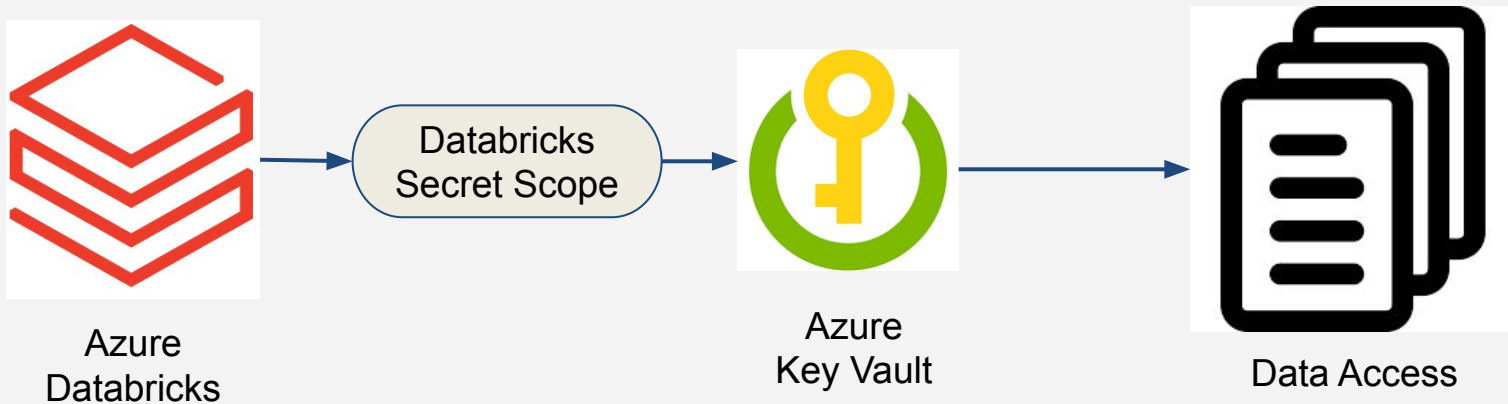 Databricks
Secret Scope
Azure
Databricks
Azure
Key Vault
Data Access